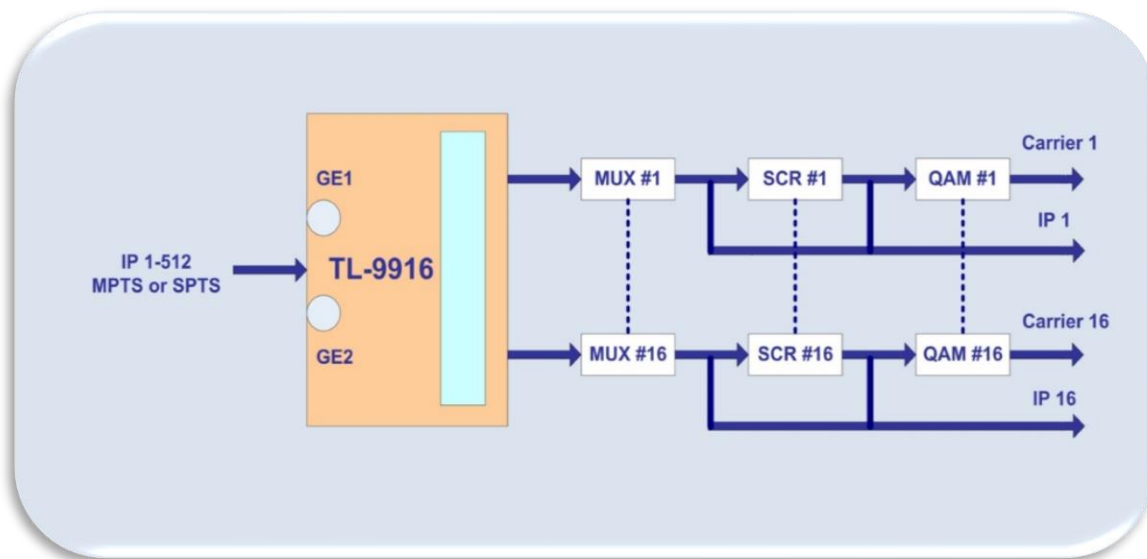 IP 1-512
MPTS or SPTS
GE1
TL-9916
GE2
MUX #1
SCR #1
QAM #1
Carrier 1
IP 1
MUX #16
SCR #16
QAM #16
Carrier 16
IP 16